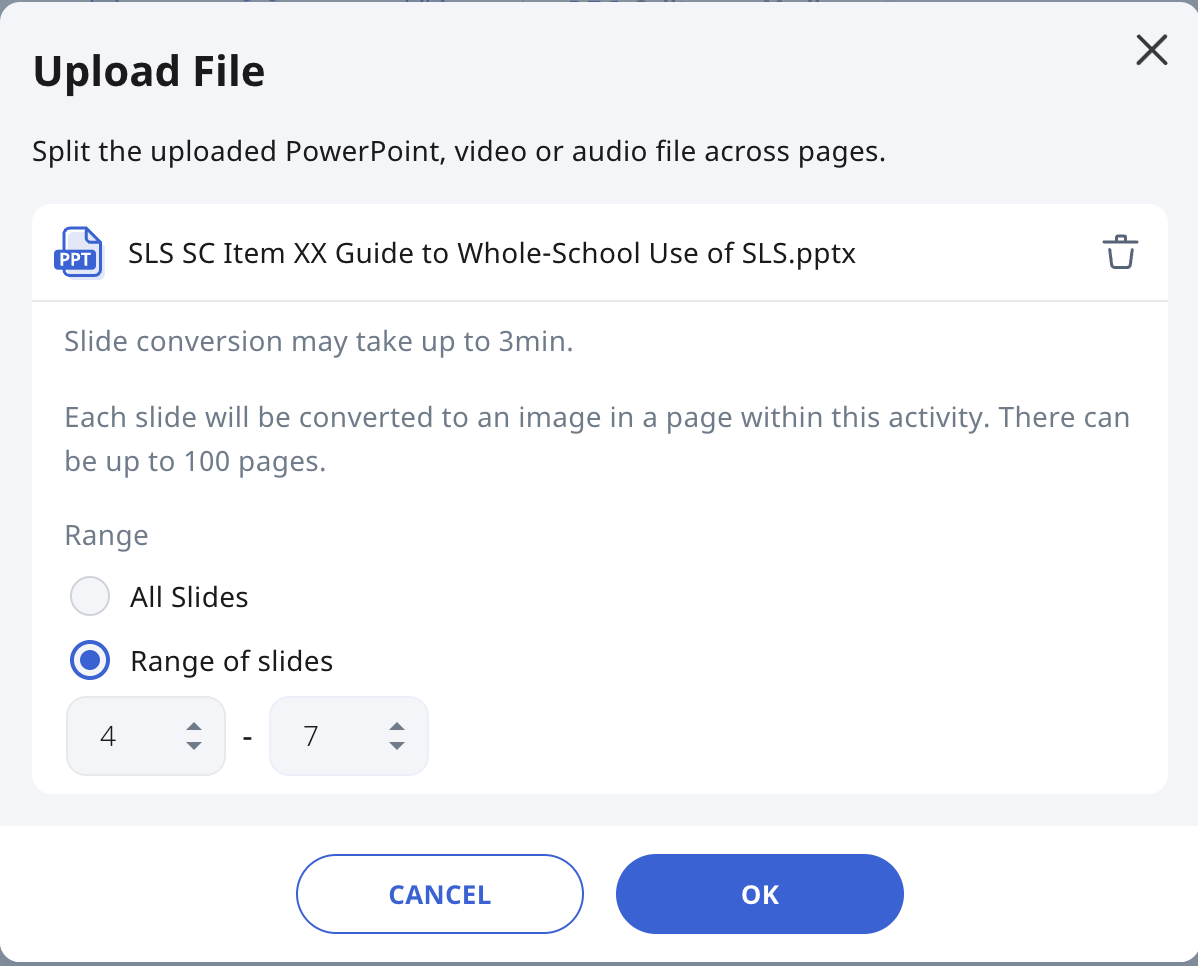 Upload File
Split the uploaded PowerPoint, video or audio file across pages.
PPT
SLS SC Item XX Guide to Whole-School Use of SLS.pptx
Slide conversion may take up to 3min.
Each slide will be converted to an image in a page within this activity. There can
be up to 100 pages.
Range
All Slides
Range of slides
4 - 7
CANCEL
OK